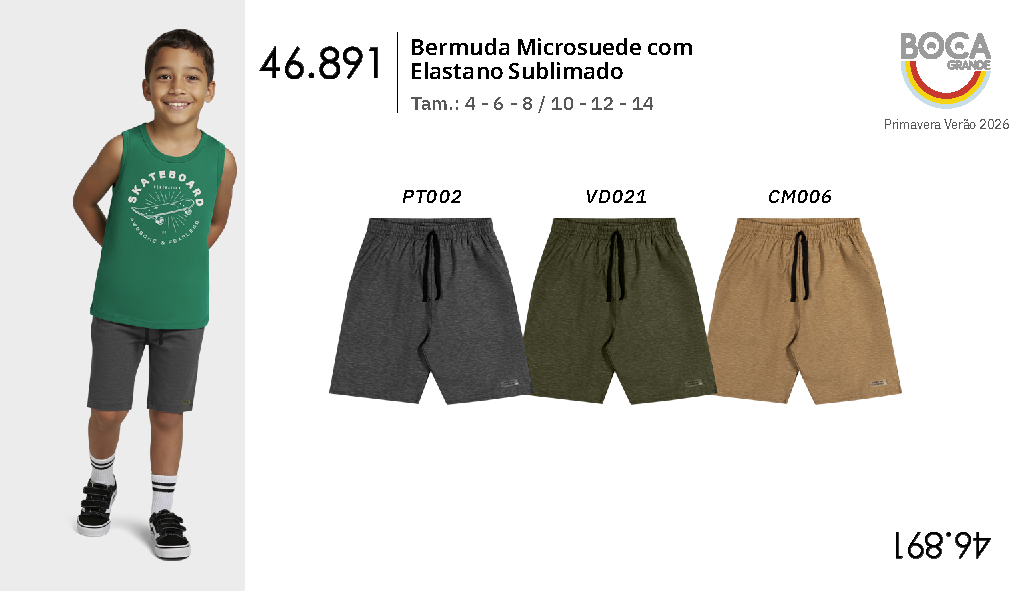 46.891
Bermuda Microsuede com
Elastano Sublimado
Tam.: 4 - 6 - 8 / 10 - 12 - 14
BOCA
GRANDE
Primavera Verão 2026
PT002
VD021
CM006
SKATEBOARD
46.891